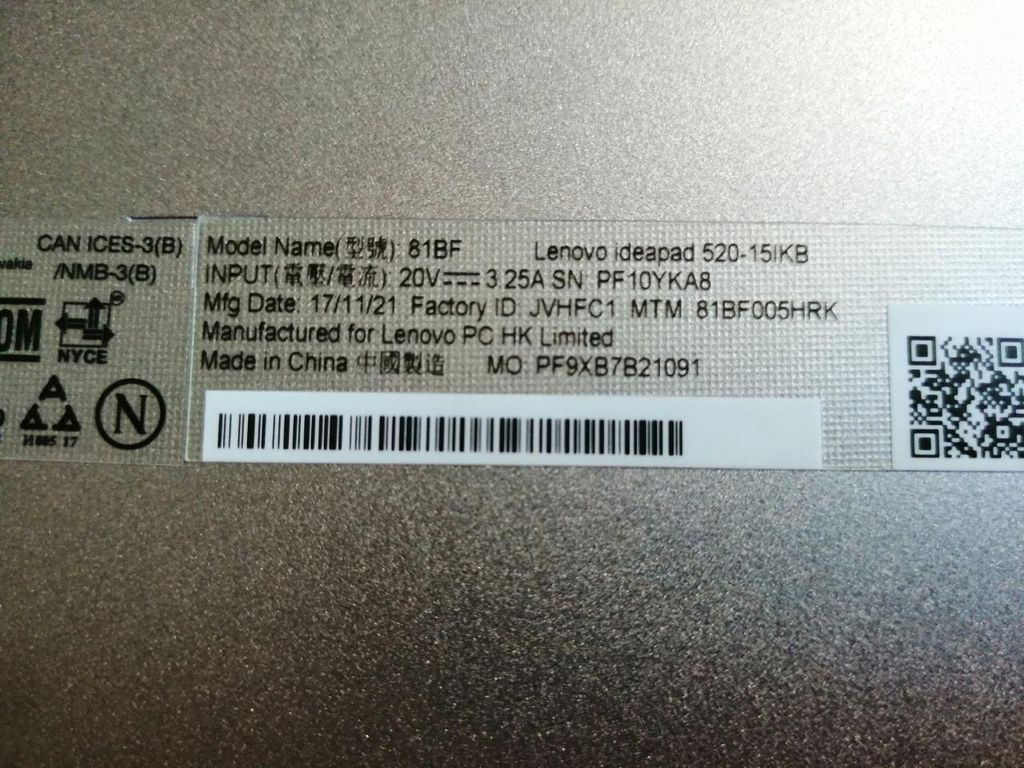 CAN ICES-3(B)
/NMB-3(B)
NYCE
N
Model Name(型號): 81BF Lenovo ideapad 520-15IKB
INPUT(電壓/電流): 20V⎓3.25A SN: PF10YKA8
Mfg Date: 17/11/21 Factory ID: JVHFC1 MTM: 81BF005HRK
Manufactured for Lenovo PC HK Limited
Made in China 中國製造 MO: PF9XB7B21091